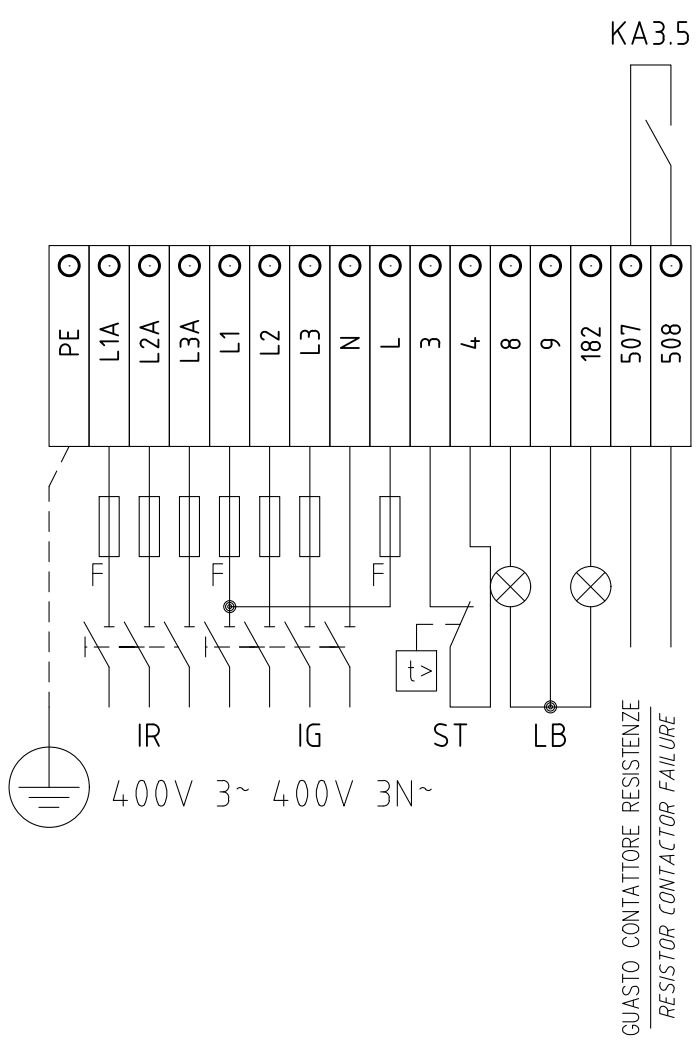 KA3.5
PE
L1A
L2A
L3A
L1
L2
L3
N
L
3
4
8
9
182
507
508
F
F
F
t>
IR
IG
ST
LB
400V 3~ 400V 3N~
GUASTO CONTATTORE RESISTENZE
RESISTOR CONTACTOR FAILURE